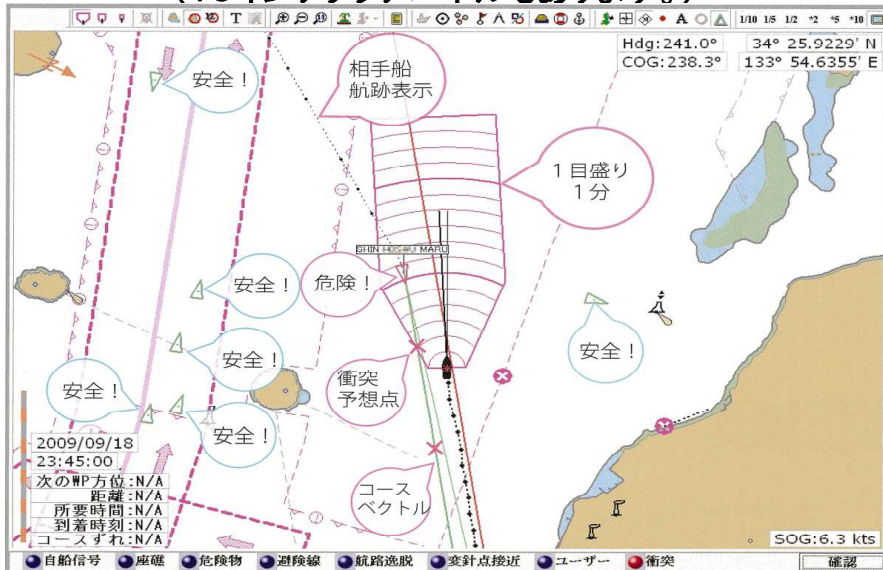 1/10 1/5 1/2 *2 *5 *10
Hdg:241.0° 34° 25.9229' N
COG:238.3° 133° 54.6355' E
安全！
相手船
航跡表示
1目盛り
1分
SHIN MARU
安全！
危険！
安全！
安全！
衝突
予想点
安全！
安全！
コース
ベクトル
2009/09/18
23:45:00
次のWP方位:N/A
距離:N/A
所要時間:N/A
到着時刻:N/A
コースずれ:N/A
SOG:6.3 kts
自船信号 座礁 危険物 避険線 航路逸脱 変針点接近 ユーザー 衝突 確認